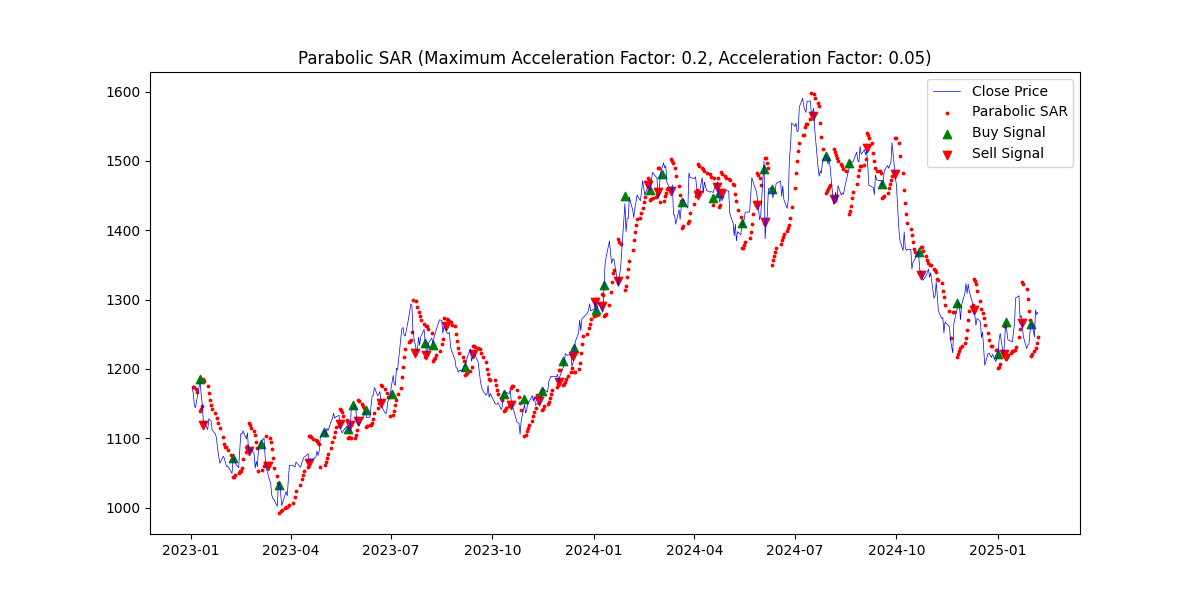 Parabolic SAR (Maximum Acceleration Factor: 0.2, Acceleration Factor: 0.05)
Close Price
Parabolic SAR
Buy Signal
Sell Signal
1600
1500
1400
1300
1200
1100
1000
2023-01 2023-04 2023-07 2023-10 2024-01 2024-04 2024-07 2024-10 2025-01